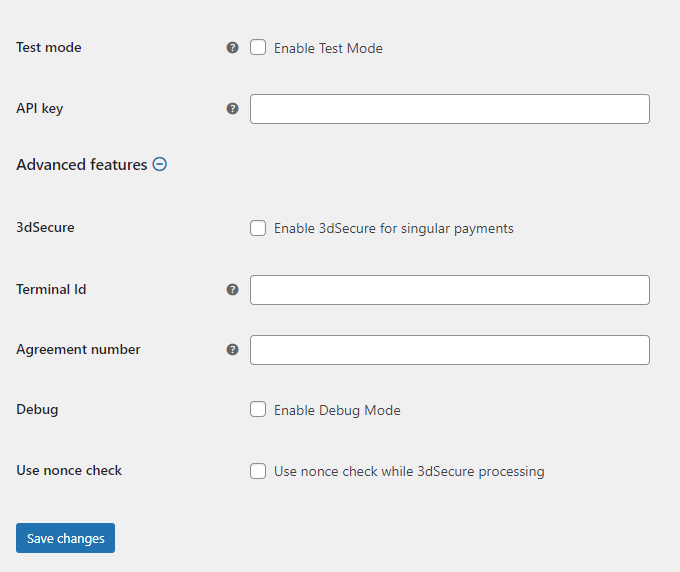 Test mode ? Enable Test Mode
API key ?
Advanced features
3dSecure Enable 3dSecure for singular payments
Terminal Id ?
Agreement number ?
Debug Enable Debug Mode
Use nonce check Use nonce check while 3dSecure processing
Save changes